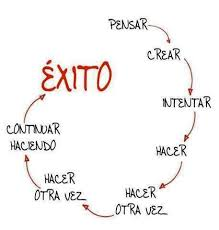 PENSAR
CREAR
INTENTAR
HACER
HACER
OTRA VEZ
HACER
OTRA VEZ
CONTINUAR
HACIENDO
ÉXITO